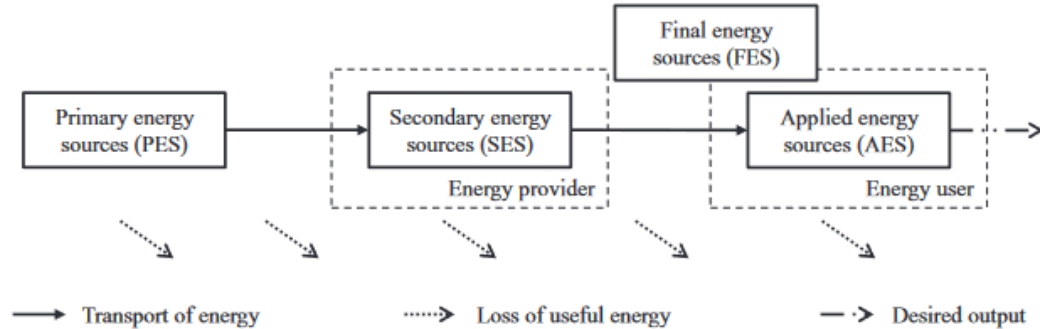 Final energy
sources (FES)
Primary energy
sources (PES)
Secondary energy
sources (SES)
Applied energy
sources (AES)
Energy provider
Energy user
Transport of energy
Loss of useful energy
Desired output